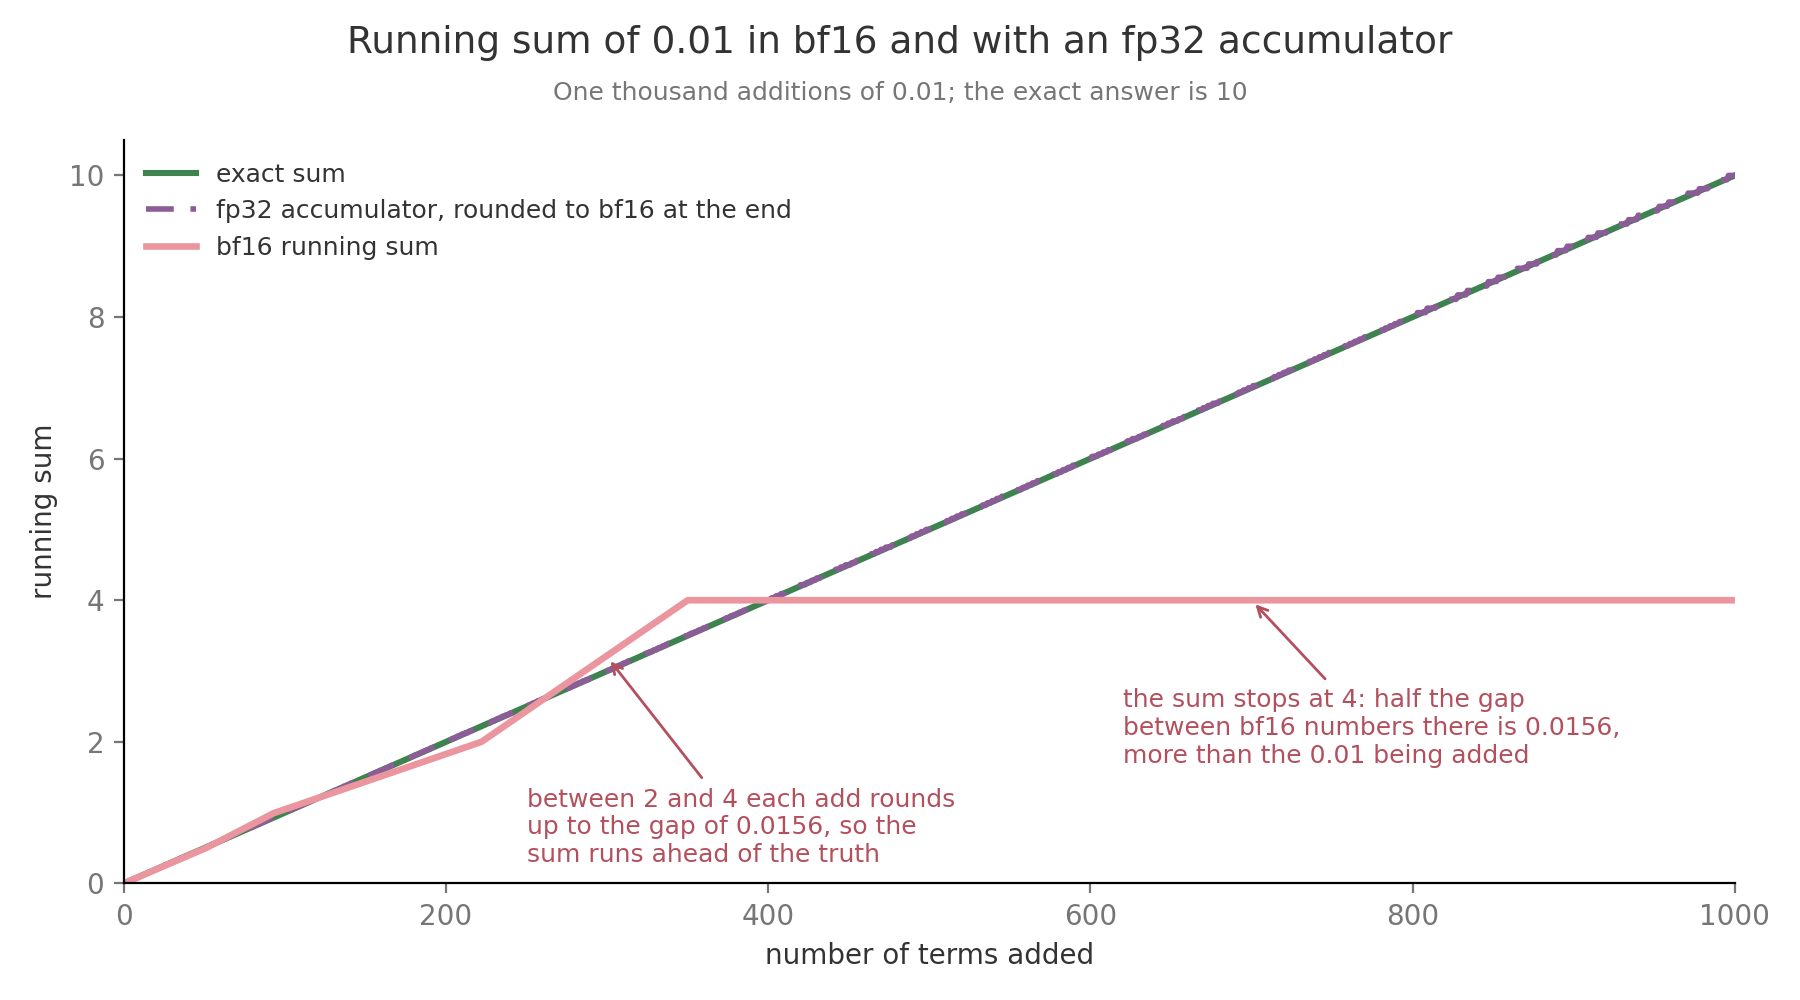 Running sum of 0.01 in bf16 and with an fp32 accumulator
One thousand additions of 0.01; the exact answer is 10
exact sum
fp32 accumulator, rounded to bf16 at the end
bf16 running sum
running sum
10
8
6
4
2
0
the sum stops at 4: half the gap
between bf16 numbers there is 0.0156,
more than the 0.01 being added
between 2 and 4 each add rounds
up to the gap of 0.0156, so the
sum runs ahead of the truth
0 200 400 600 800 1000
number of terms added